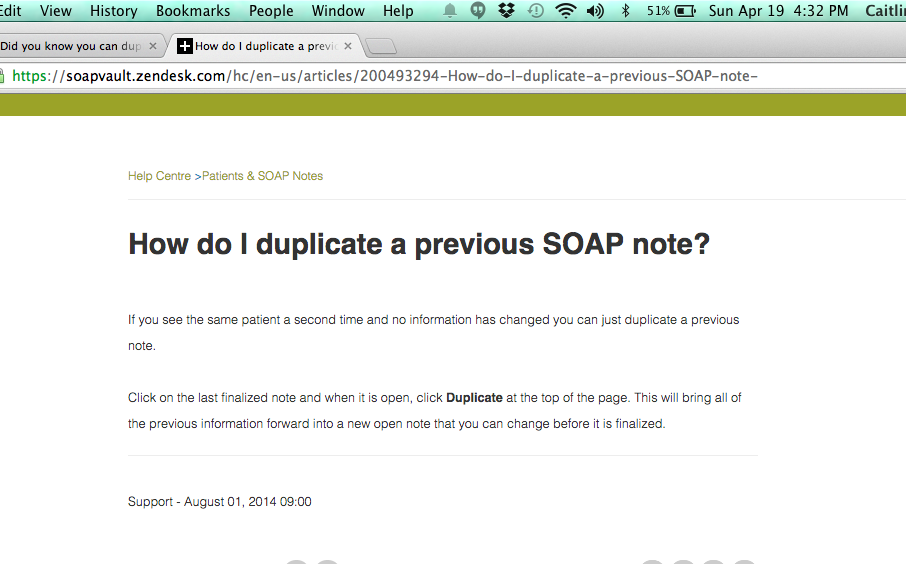 Edit View History Bookmarks People Window Help 51% Sun Apr 19 4:32 PM Caitlin
Did you know you can dup × How do I duplicate a previ ×
https://soapvault.zendesk.com/hc/en-us/articles/200493294-How-do-I-duplicate-a-previous-SOAP-note-
Help Centre >Patients & SOAP Notes
How do I duplicate a previous SOAP note?
If you see the same patient a second time and no information has changed you can just duplicate a previous
note.
Click on the last finalized note and when it is open, click Duplicate at the top of the page. This will bring all of
the previous information forward into a new open note that you can change before it is finalized.
Support - August 01, 2014 09:00